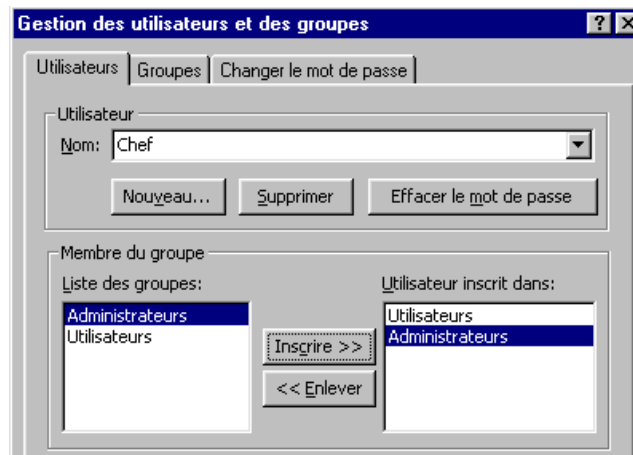 Gestion des utilisateurs et des groupes
Utilisateurs Groupes Changer le mot de passe
Utilisateur
Nom: Chef
Nouveau... Supprimer Effacer le mot de passe
Membre du groupe
Liste des groupes: Utilisateur inscrit dans:
Administrateurs Utilisateurs
Utilisateurs Administrateurs
Inscrire >>
<< Enlever